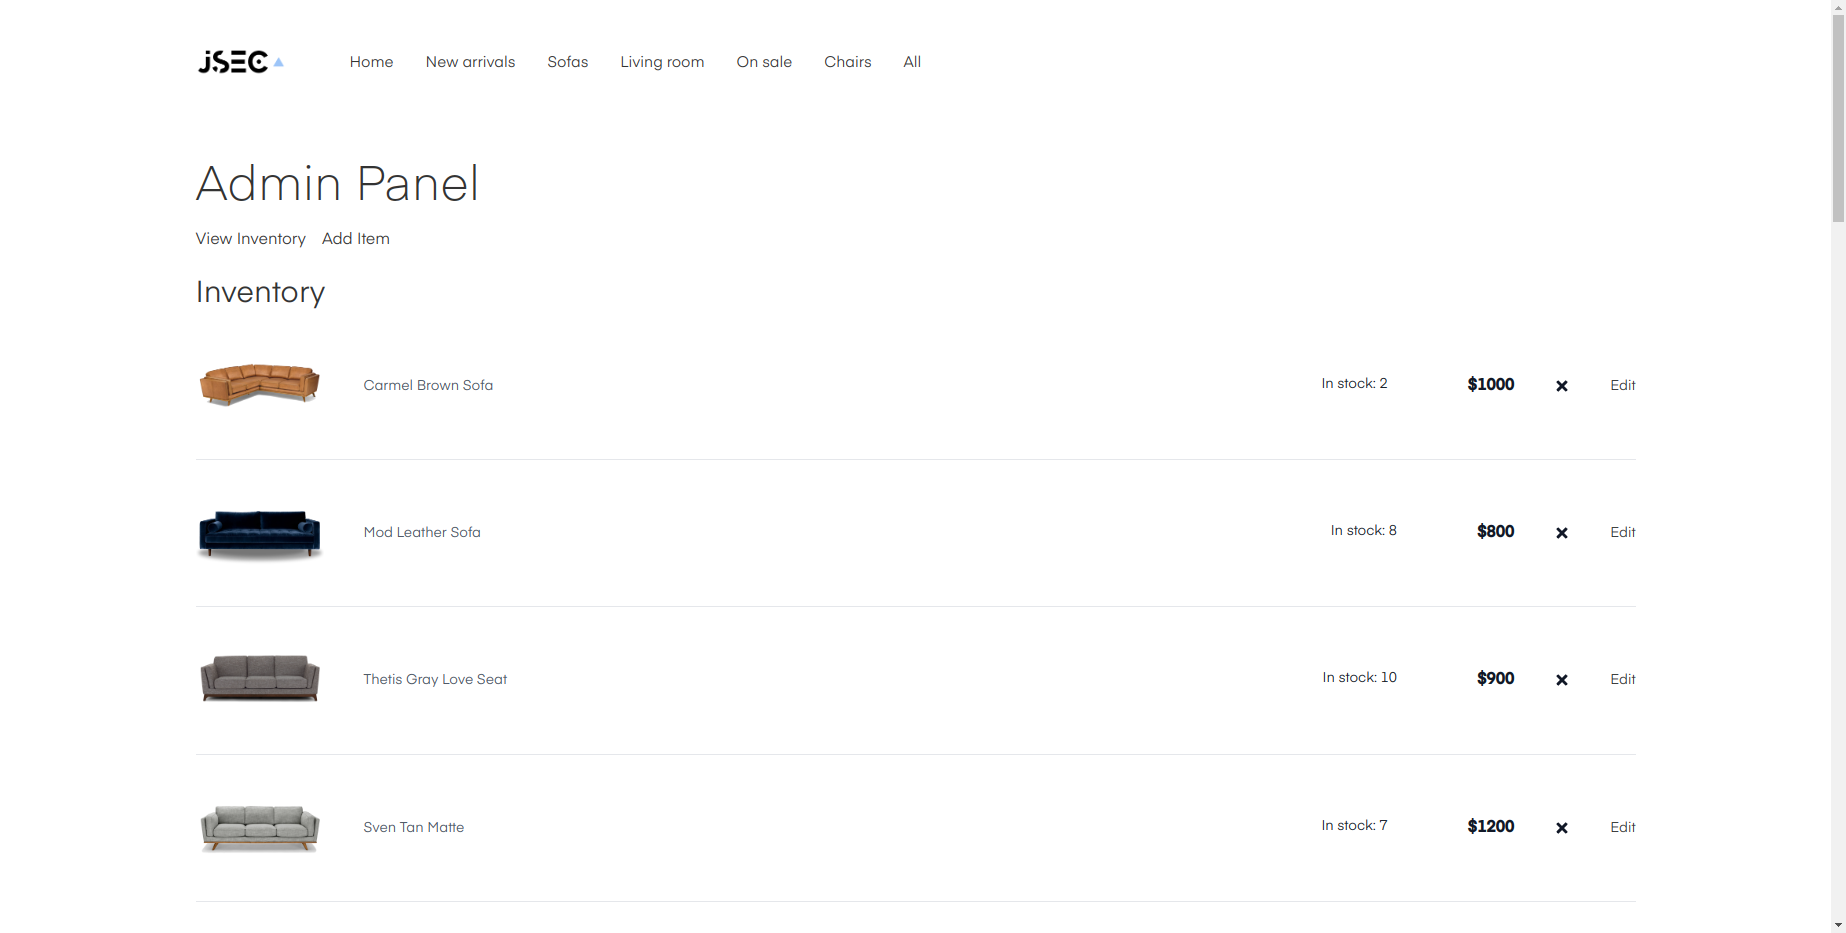 JSEC
Home New arrivals Sofas Living room On sale Chairs All
Admin Panel
View Inventory Add Item
Inventory
Carmel Brown Sofa In stock: 2 $1000 Edit
Mod Leather Sofa In stock: 8 $800 Edit
Thetis Gray Love Seat In stock: 10 $900 Edit
Sven Tan Matte In stock: 7 $1200 Edit